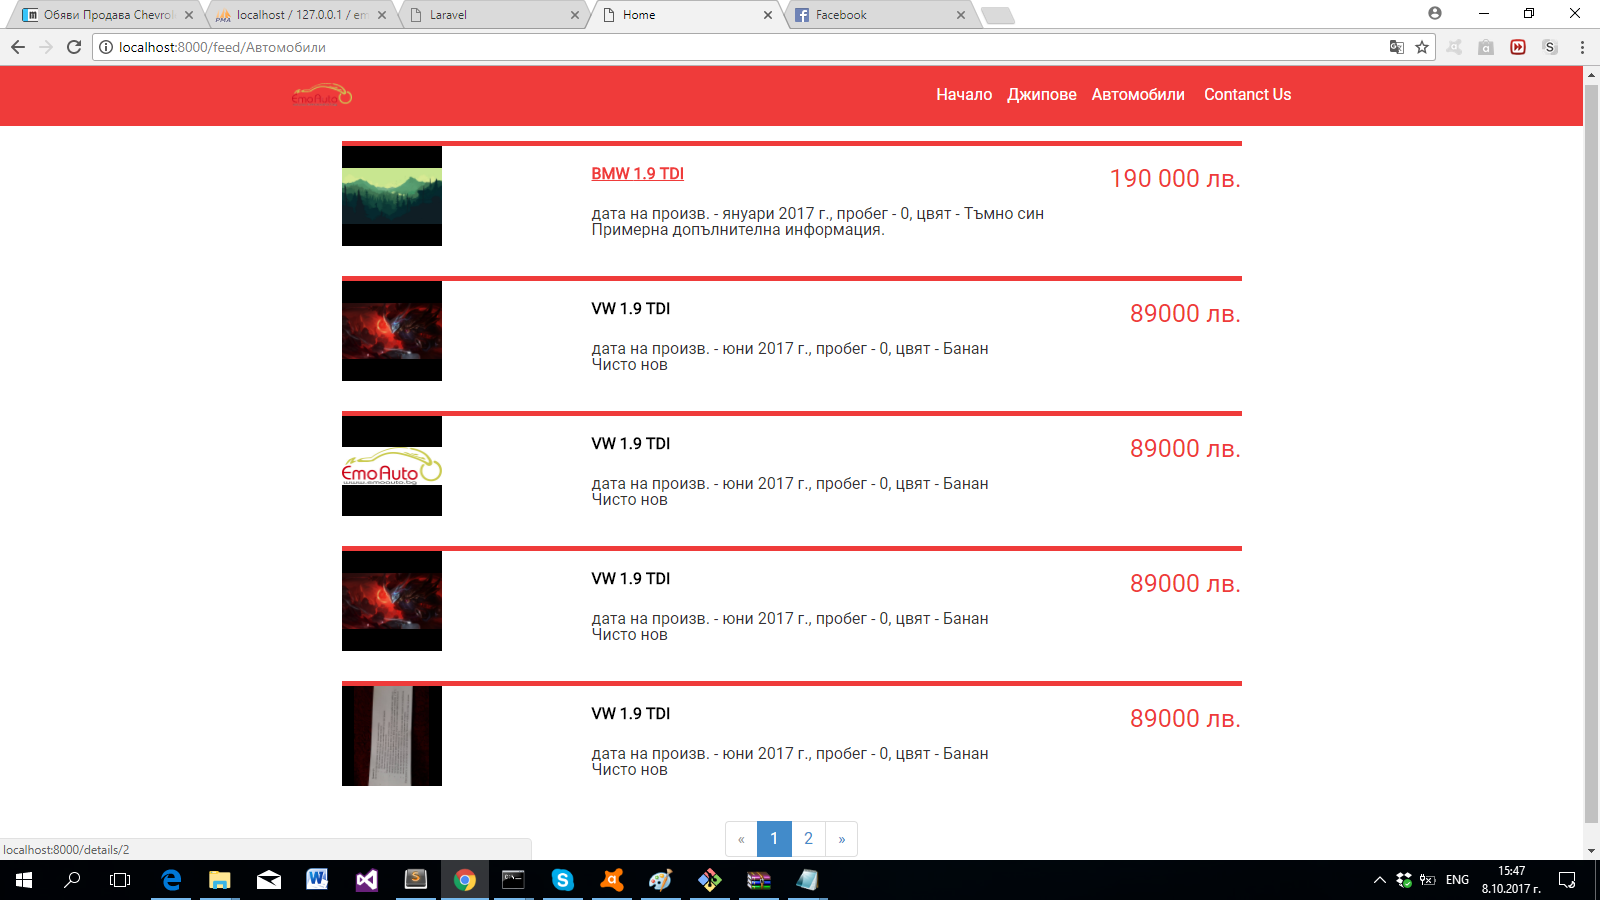 Обяви Продава Chevrol
localhost / 127.0.0.1 / em
Laravel
Home
Facebook
localhost:8000/feed/Автомобили
EmoAuto
Начало
Джипове
Автомобили
Contanct Us
BMW 1.9 TDI
190 000 лв.
дата на произв. - януари 2017 г., пробег - 0, цвят - Тъмно син
Примерна допълнителна информация.
VW 1.9 TDI
89000 лв.
дата на произв. - юни 2017 г., пробег - 0, цвят - Банан
Чисто нов
EmoAuto
www.emoauto.bg
VW 1.9 TDI
89000 лв.
дата на произв. - юни 2017 г., пробег - 0, цвят - Банан
Чисто нов
VW 1.9 TDI
89000 лв.
дата на произв. - юни 2017 г., пробег - 0, цвят - Банан
Чисто нов
VW 1.9 TDI
89000 лв.
дата на произв. - юни 2017 г., пробег - 0, цвят - Банан
Чисто нов
« 1 2 »
localhost:8000/details/2
ENG
15:47
8.10.2017 г.